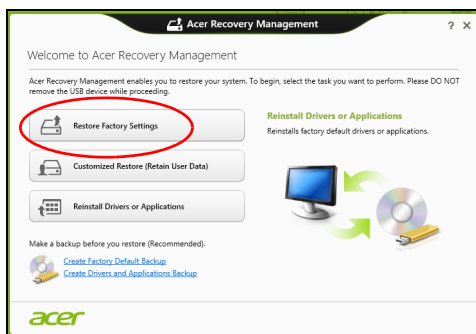 Acer Recovery Management
? ×
Welcome to Acer Recovery Management
Acer Recovery Management enables you to restore your system. To begin, select the task you want to perform. Please DO NOT
remove the USB device while proceeding.
Restore Factory Settings
Customized Restore (Retain User Data)
Reinstall Drivers or Applications
Reinstall Drivers or Applications
Reinstalls factory default drivers or applications.
Make a backup before you restore (Recommended).
Create Factory Default Backup
Create Drivers and Applications Backup
acer